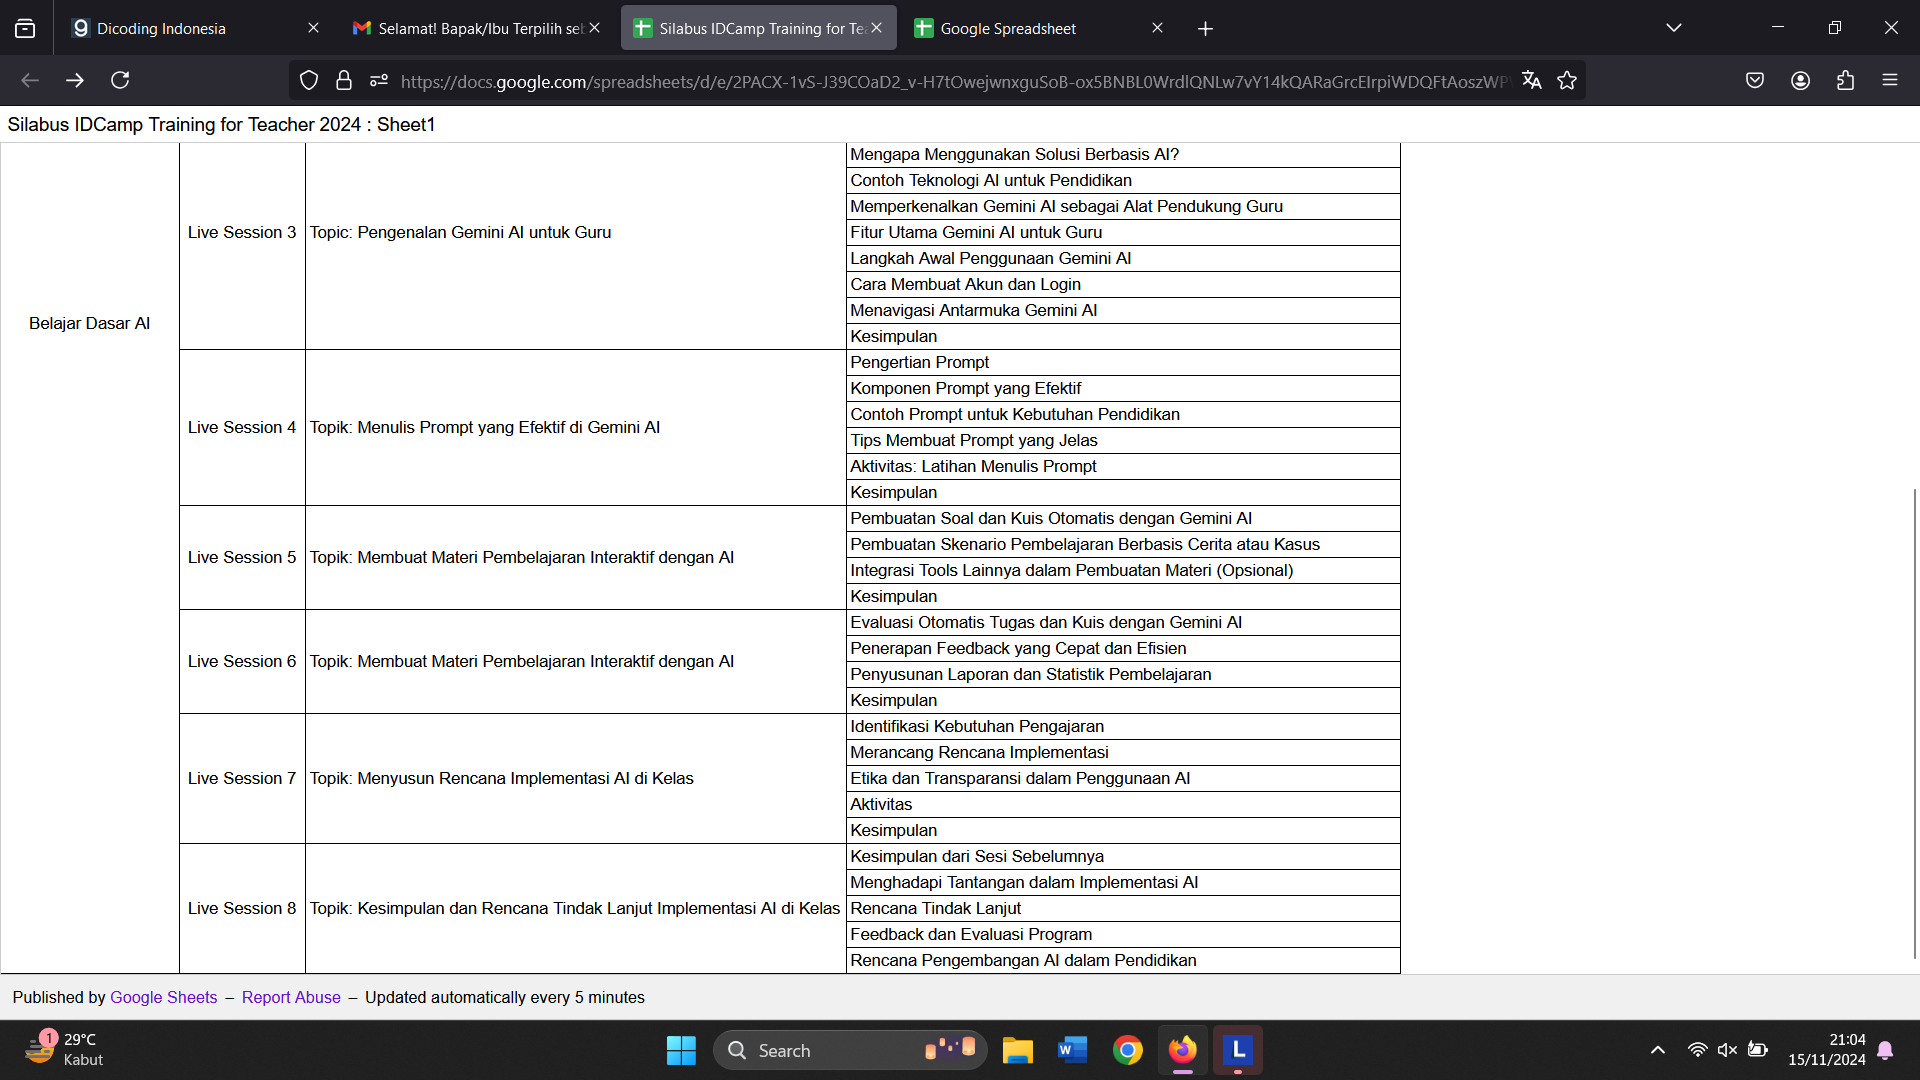 Dicoding Indonesia
Selamat! Bapak/Ibu Terpilih seb
Silabus IDCamp Training for Tea
Google Spreadsheet
https://docs.google.com/spreadsheets/d/e/2PACX-1vS-J39COaD2_v-H7tOwejwnxguSoB-ox5BNBL0WrdlQNLw7vY14kQARaGrcEIrpiWDQFtAoszWP
Silabus IDCamp Training for Teacher 2024 : Sheet1
Belajar Dasar AI
Live Session 3
Topic: Pengenalan Gemini AI untuk Guru
Mengapa Menggunakan Solusi Berbasis AI?
Contoh Teknologi AI untuk Pendidikan
Memperkenalkan Gemini AI sebagai Alat Pendukung Guru
Fitur Utama Gemini AI untuk Guru
Langkah Awal Penggunaan Gemini AI
Cara Membuat Akun dan Login
Menavigasi Antarmuka Gemini AI
Kesimpulan
Live Session 4
Topik: Menulis Prompt yang Efektif di Gemini AI
Pengertian Prompt
Komponen Prompt yang Efektif
Contoh Prompt untuk Kebutuhan Pendidikan
Tips Membuat Prompt yang Jelas
Aktivitas: Latihan Menulis Prompt
Kesimpulan
Live Session 5
Topik: Membuat Materi Pembelajaran Interaktif dengan AI
Pembuatan Soal dan Kuis Otomatis dengan Gemini AI
Pembuatan Skenario Pembelajaran Berbasis Cerita atau Kasus
Integrasi Tools Lainnya dalam Pembuatan Materi (Opsional)
Kesimpulan
Live Session 6
Topik: Membuat Materi Pembelajaran Interaktif dengan AI
Evaluasi Otomatis Tugas dan Kuis dengan Gemini AI
Penerapan Feedback yang Cepat dan Efisien
Penyusunan Laporan dan Statistik Pembelajaran
Kesimpulan
Live Session 7
Topik: Menyusun Rencana Implementasi AI di Kelas
Identifikasi Kebutuhan Pengajaran
Merancang Rencana Implementasi
Etika dan Transparansi dalam Penggunaan AI
Aktivitas
Kesimpulan
Live Session 8
Topik: Kesimpulan dan Rencana Tindak Lanjut Implementasi AI di Kelas
Kesimpulan dari Sesi Sebelumnya
Menghadapi Tantangan dalam Implementasi AI
Rencana Tindak Lanjut
Feedback dan Evaluasi Program
Rencana Pengembangan AI dalam Pendidikan
Published by Google Sheets – Report Abuse – Updated automatically every 5 minutes
1
29°C
Kabut
Search
21:04
15/11/2024